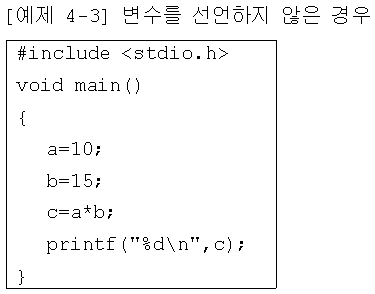 [예제 4-3] 변수를 선언하지 않은 경우
#include <stdio.h>
void main()
{
a=10;
b=15;
c=a*b;
printf("%d\n",c);
}